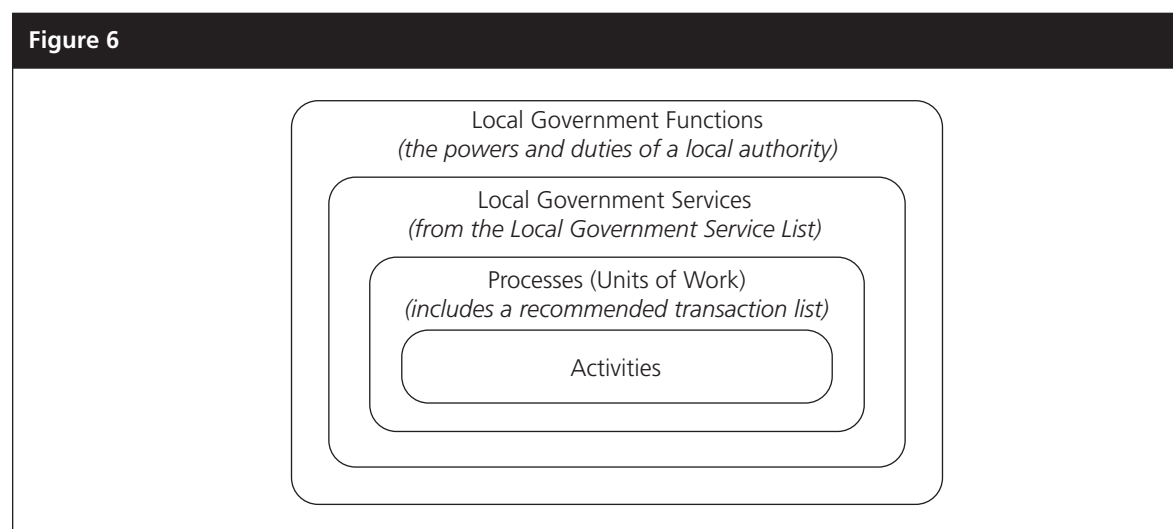 Figure 6
Local Government Functions
(the powers and duties of a local authority)
Local Government Services
(from the Local Government Service List)
Processes (Units of Work)
(includes a recommended transaction list)
Activities